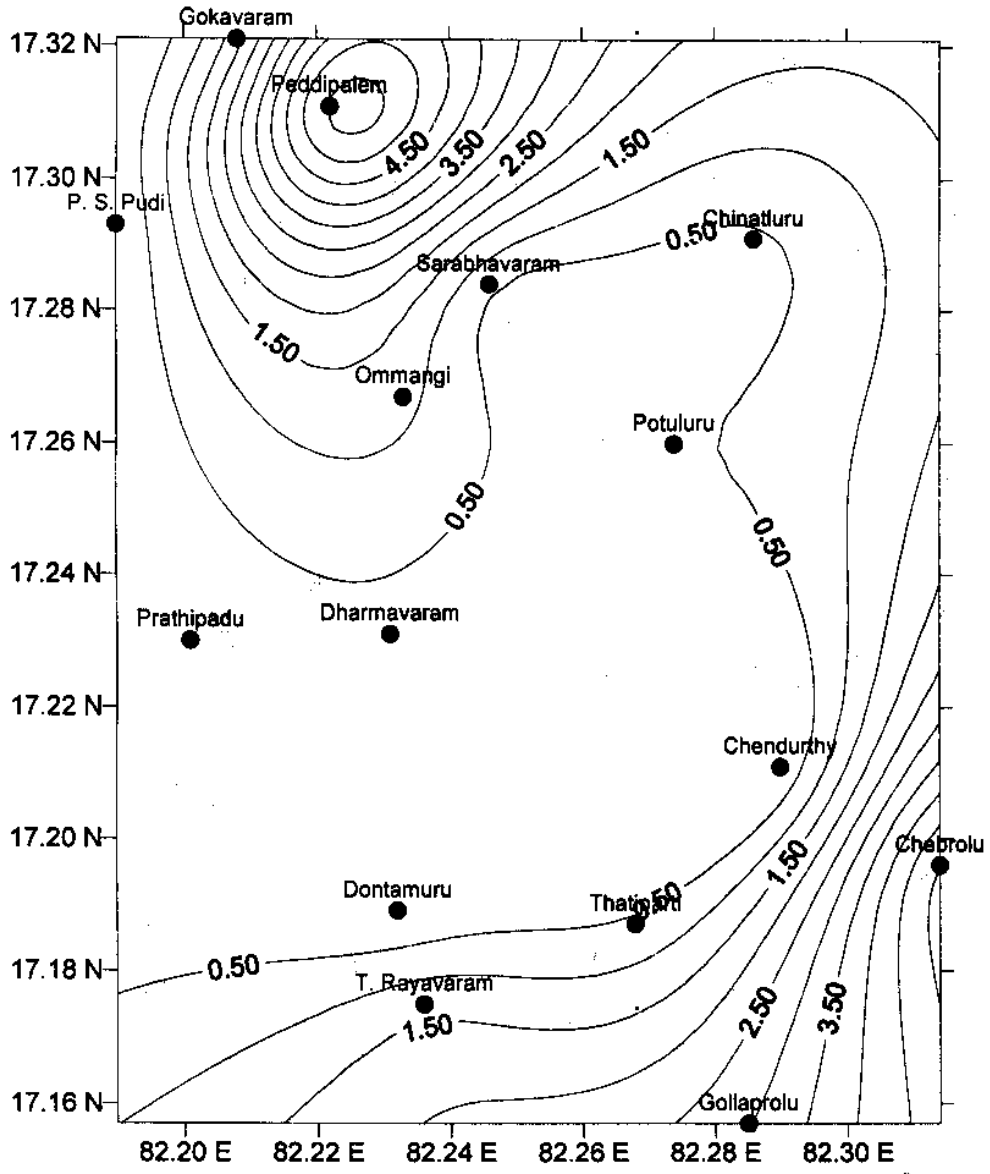 Gokavaram
17.32 N
Peddipalem
4.50
3.50
2.50
1.50
17.30 N
P. S. Pudi
Chinatluru
0.50
Sarabhavaram
17.28 N
1.50
Ommangi
Potuluru
17.26 N
0.50
0.50
17.24 N
Prathipadu
Dharmavaram
17.22 N
Chendurthy
17.20 N
Chebrolu
1.50
Dontamuru
Thatiparti
0.50
17.18 N
0.50
T. Rayavaram
1.50
2.50
3.50
17.16 N
Gollaprolu
82.20 E
82.22 E
82.24 E
82.26 E
82.28 E
82.30 E